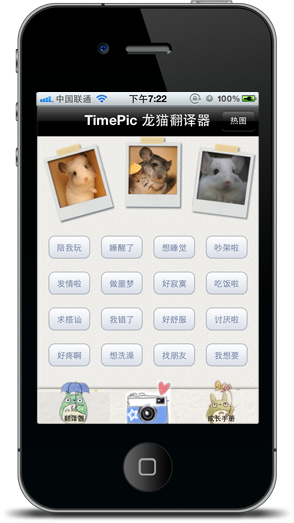 中国联通 下午7:22 100%
TimePic 龙猫翻译器 热图
陪我玩 睡醒了 想睡觉 吵架啦
发情啦 做噩梦 好寂寞 吃饭啦
求搭讪 我错了 好舒服 讨厌啦
好疼啊 想洗澡 找朋友 我想要
翻译器 成长手册